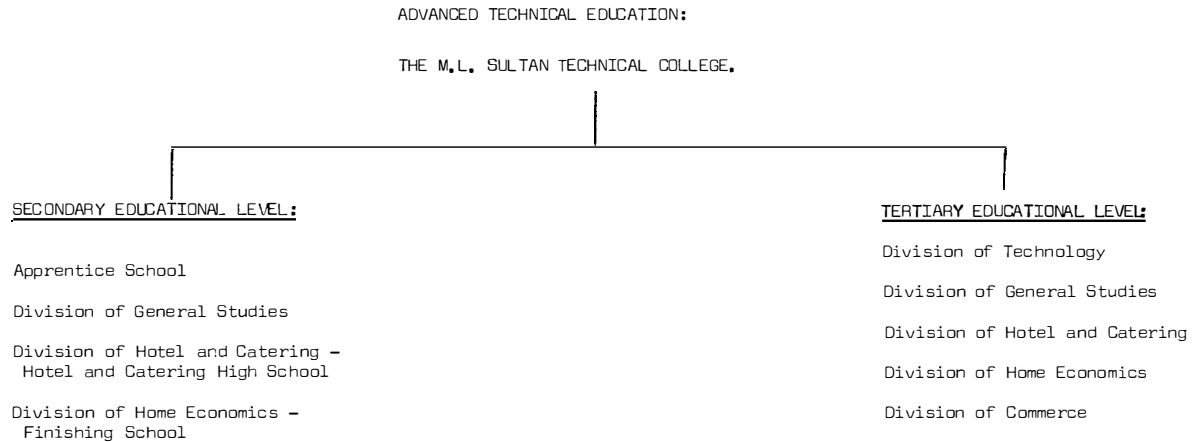 ADVANCED TECHNICAL EDUCATION:
THE M.L. SULTAN TECHNICAL COLLEGE.
SECONDARY EDUCATIONAL LEVEL:
Apprentice School
Division of General Studies
Division of Hotel and Catering –
Hotel and Catering High School
Division of Home Economics –
Finishing School
TERTIARY EDUCATIONAL LEVEL:
Division of Technology
Division of General Studies
Division of Hotel and Catering
Division of Home Economics
Division of Commerce